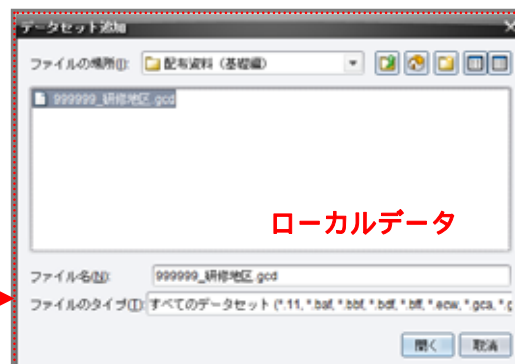 データセット追加
ファイルの場所(I): 配布資料（基礎編）
999999_研修地区.gcd
ローカルデータ
ファイル名(N): 999999_研修地区.gcd
ファイルのタイプ(T): すべてのデータセット (*.11, *.baf, *.bbf, *.bdf, *.bff, *.ecw, *.gca, *.g
開く 取消